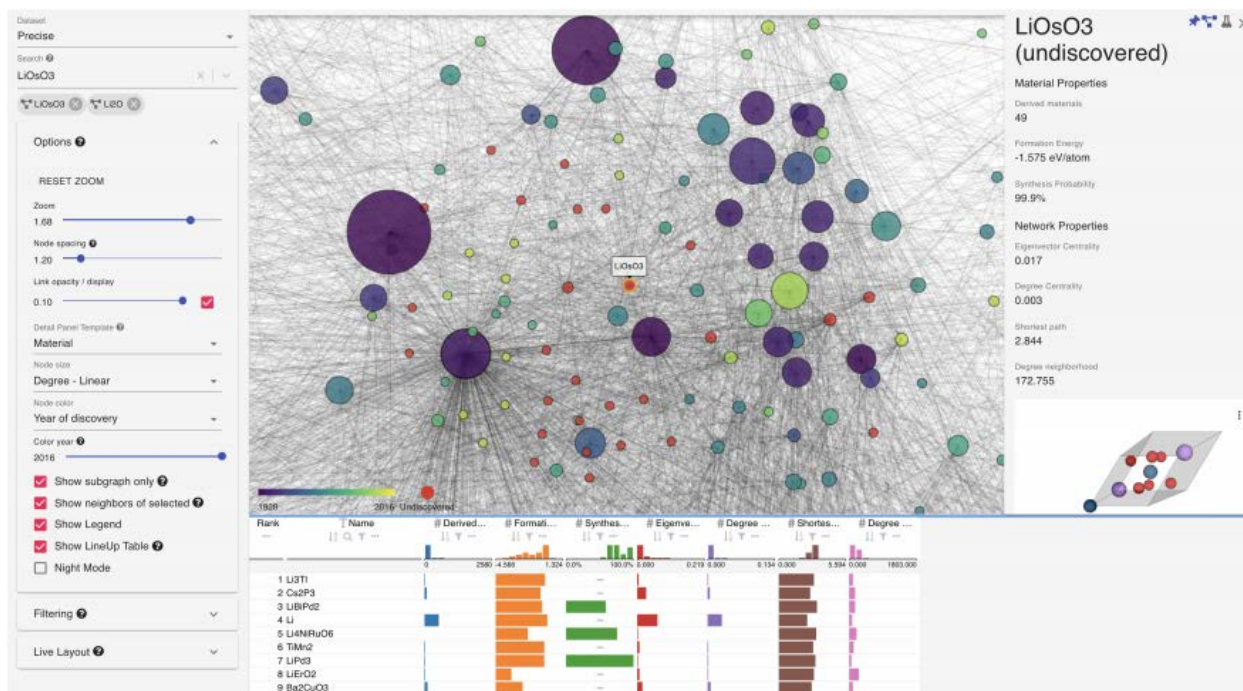 Dataset
Precise
Search
LiOsO3
LiOsO3
Li2O
Options
RESET ZOOM
Zoom
1.68
Node spacing
1.20
Link opacity / display
0.10
Detail Panel Template
Material
Node size
Degree - Linear
Node color
Year of discovery
Color year
2016
Show subgraph only
Show neighbors of selected
Show Legend
Show LineUp Table
Night Mode
Filtering
Live Layout
LiOsO3
1920 2016 Undiscovered
Rank Name # Derived... # Formati... # Synthes... # Eigenve... # Degree ... # Shortes... # Degree ...
0 2580 -4.569 1.324 0.0% 100.0% 0.000 0.219 0.000 0.134 0.000 5.594 0.000 1603.000
1 Li3Tl
2 Cs2P3
3 LiBiPd2
4 Li
5 Li4NiRuO6
6 TiMn2
7 LiPd3
8 LiErO2
9 Ba2CuO3
LiOsO3
(undiscovered)
Material Properties
Derived materials
49
Formation Energy
-1.575 eV/atom
Synthesis Probability
99.9%
Network Properties
Eigenvector Centrality
0.017
Degree Centrality
0.003
Shortest path
2.844
Degree neighborhood
172.755